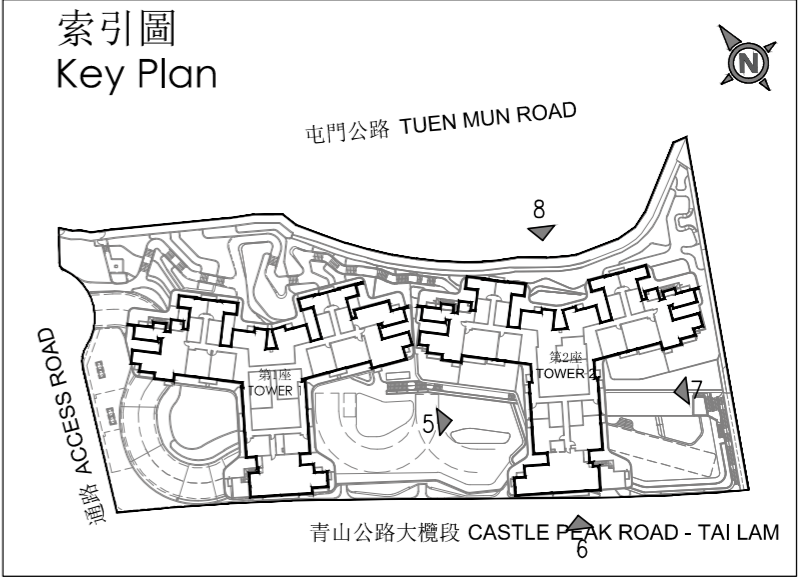 索引圖
Key Plan
N
屯門公路 TUEN MUN ROAD
8
通路 ACCESS ROAD
第1座
TOWER 1
第2座
TOWER 2
5
7
青山公路大欖段 CASTLE PEAK ROAD - TAI LAM
6